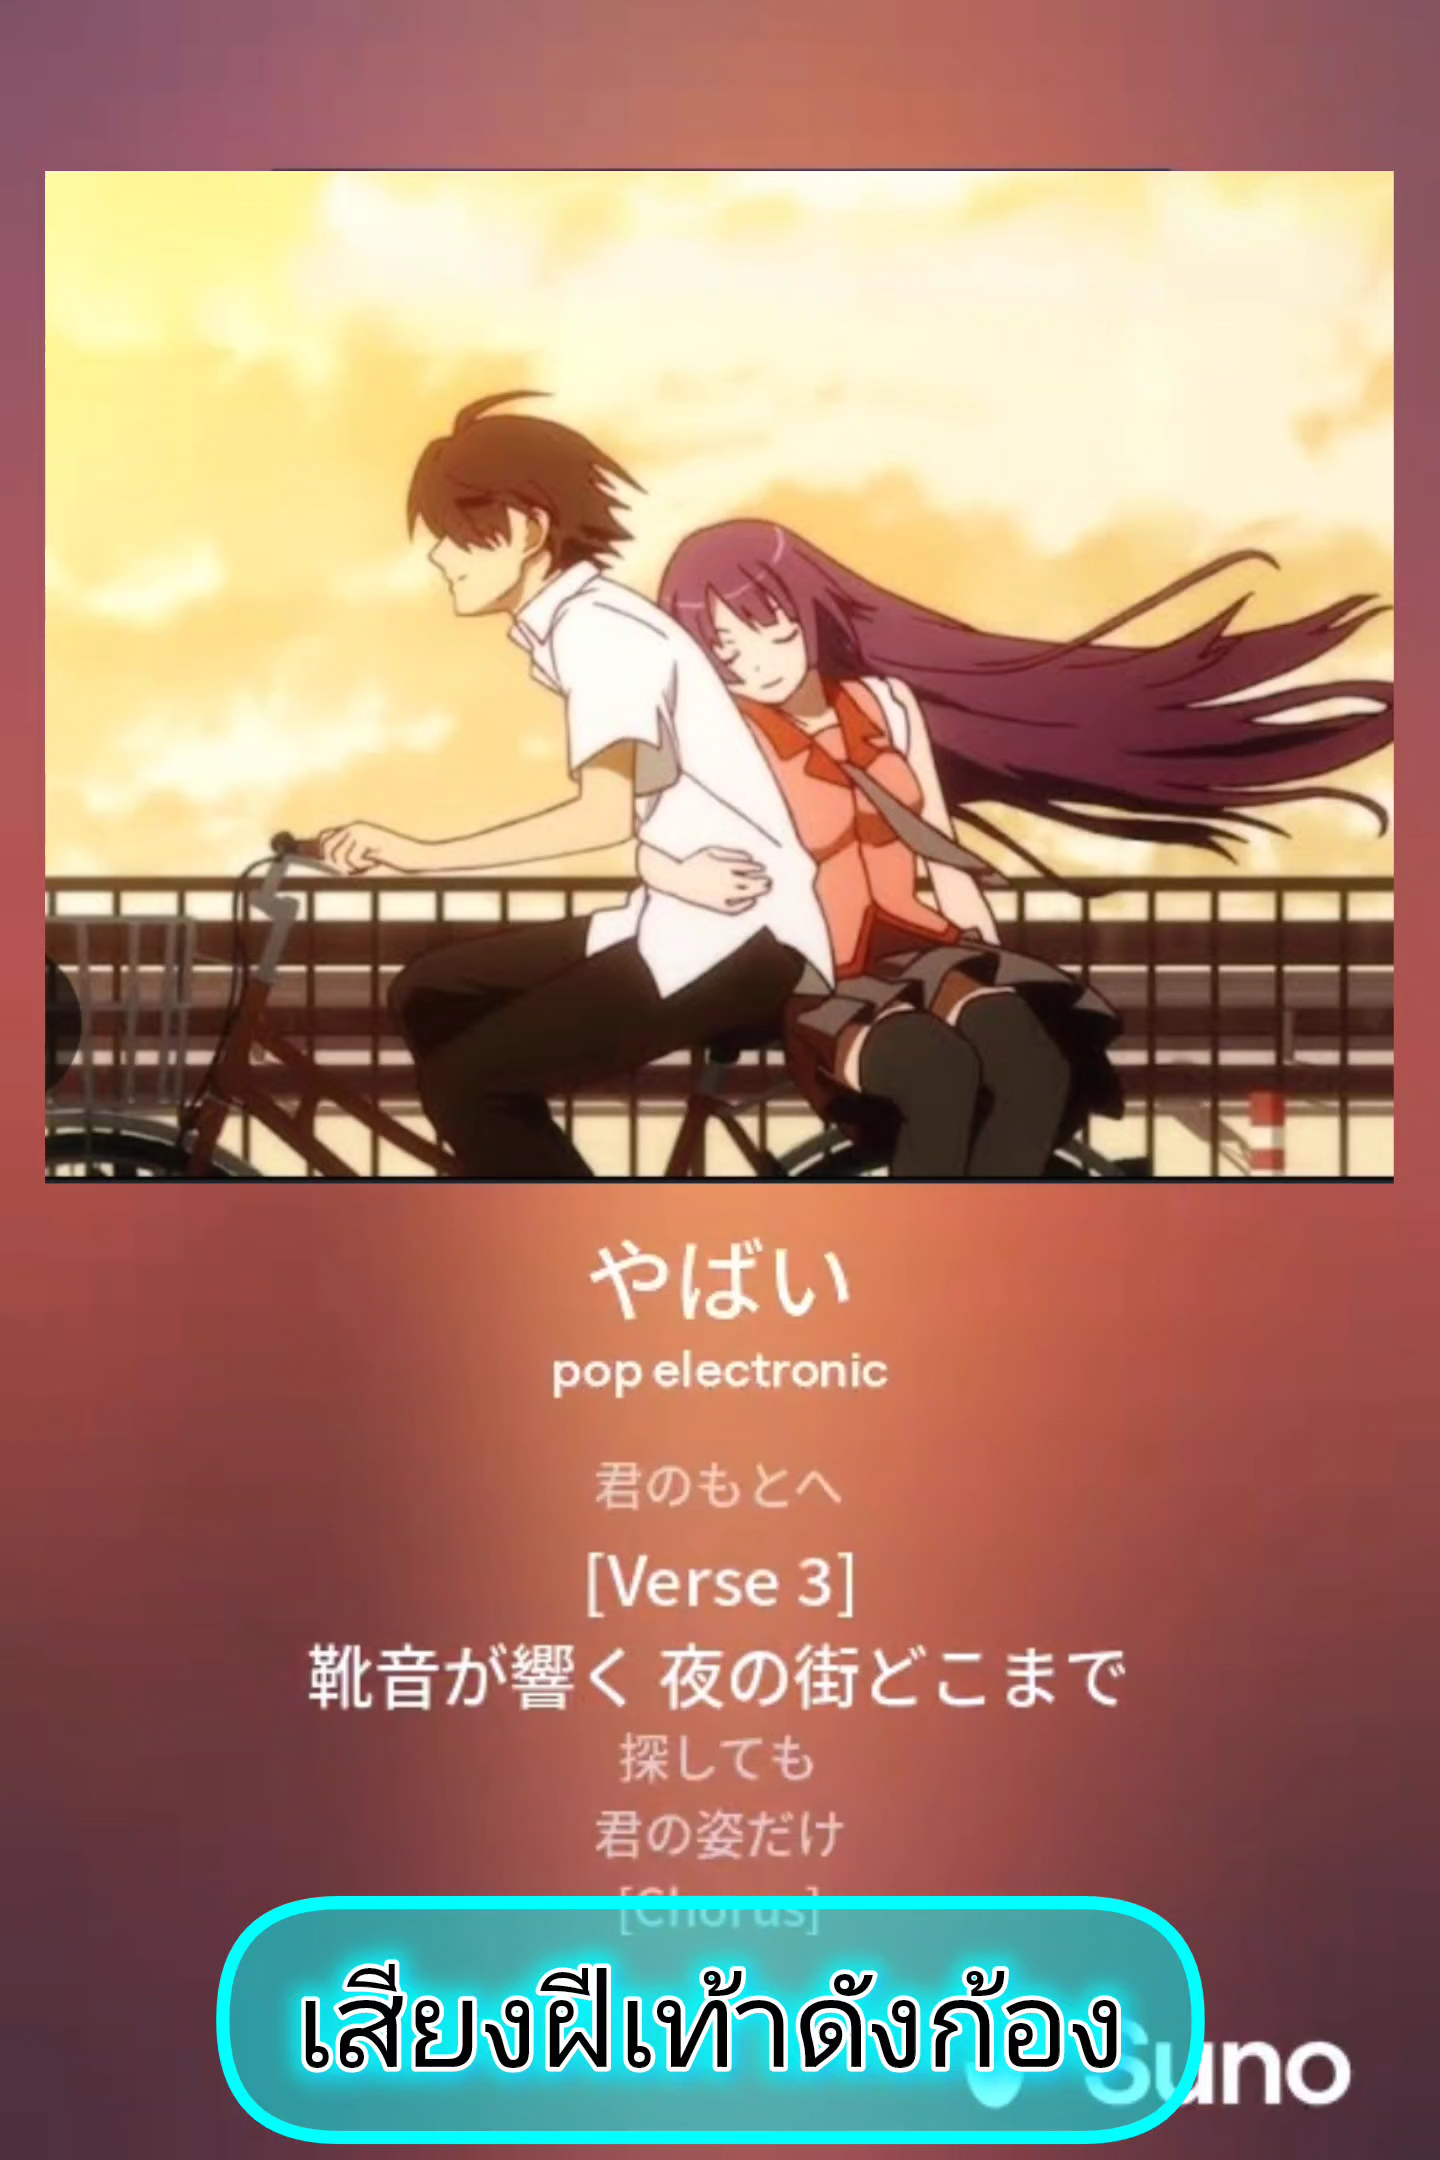 やばい
pop electronic
君のもとへ
[Verse 3]
靴音が響く 夜の街どこまで
探しても
君の姿だけ
[Chorus]
เสียงฝีเท้าดังก้อง
Suno